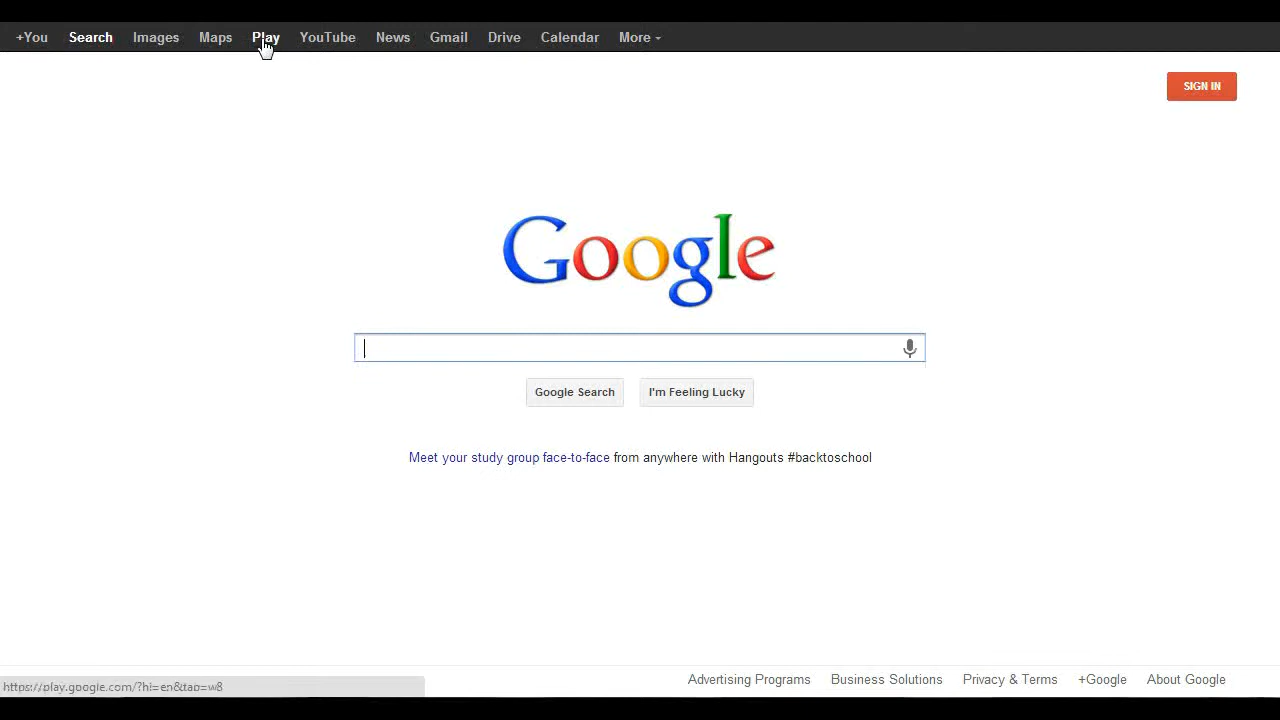 +You Search Images Maps Play YouTube News Gmail Drive Calendar More
SIGN IN
Google
Google Search I'm Feeling Lucky
Meet your study group face-to-face from anywhere with Hangouts #backtoschool
Advertising Programs Business Solutions Privacy & Terms +Google About Google
https://play.google.com/?hl=en&tab=w8